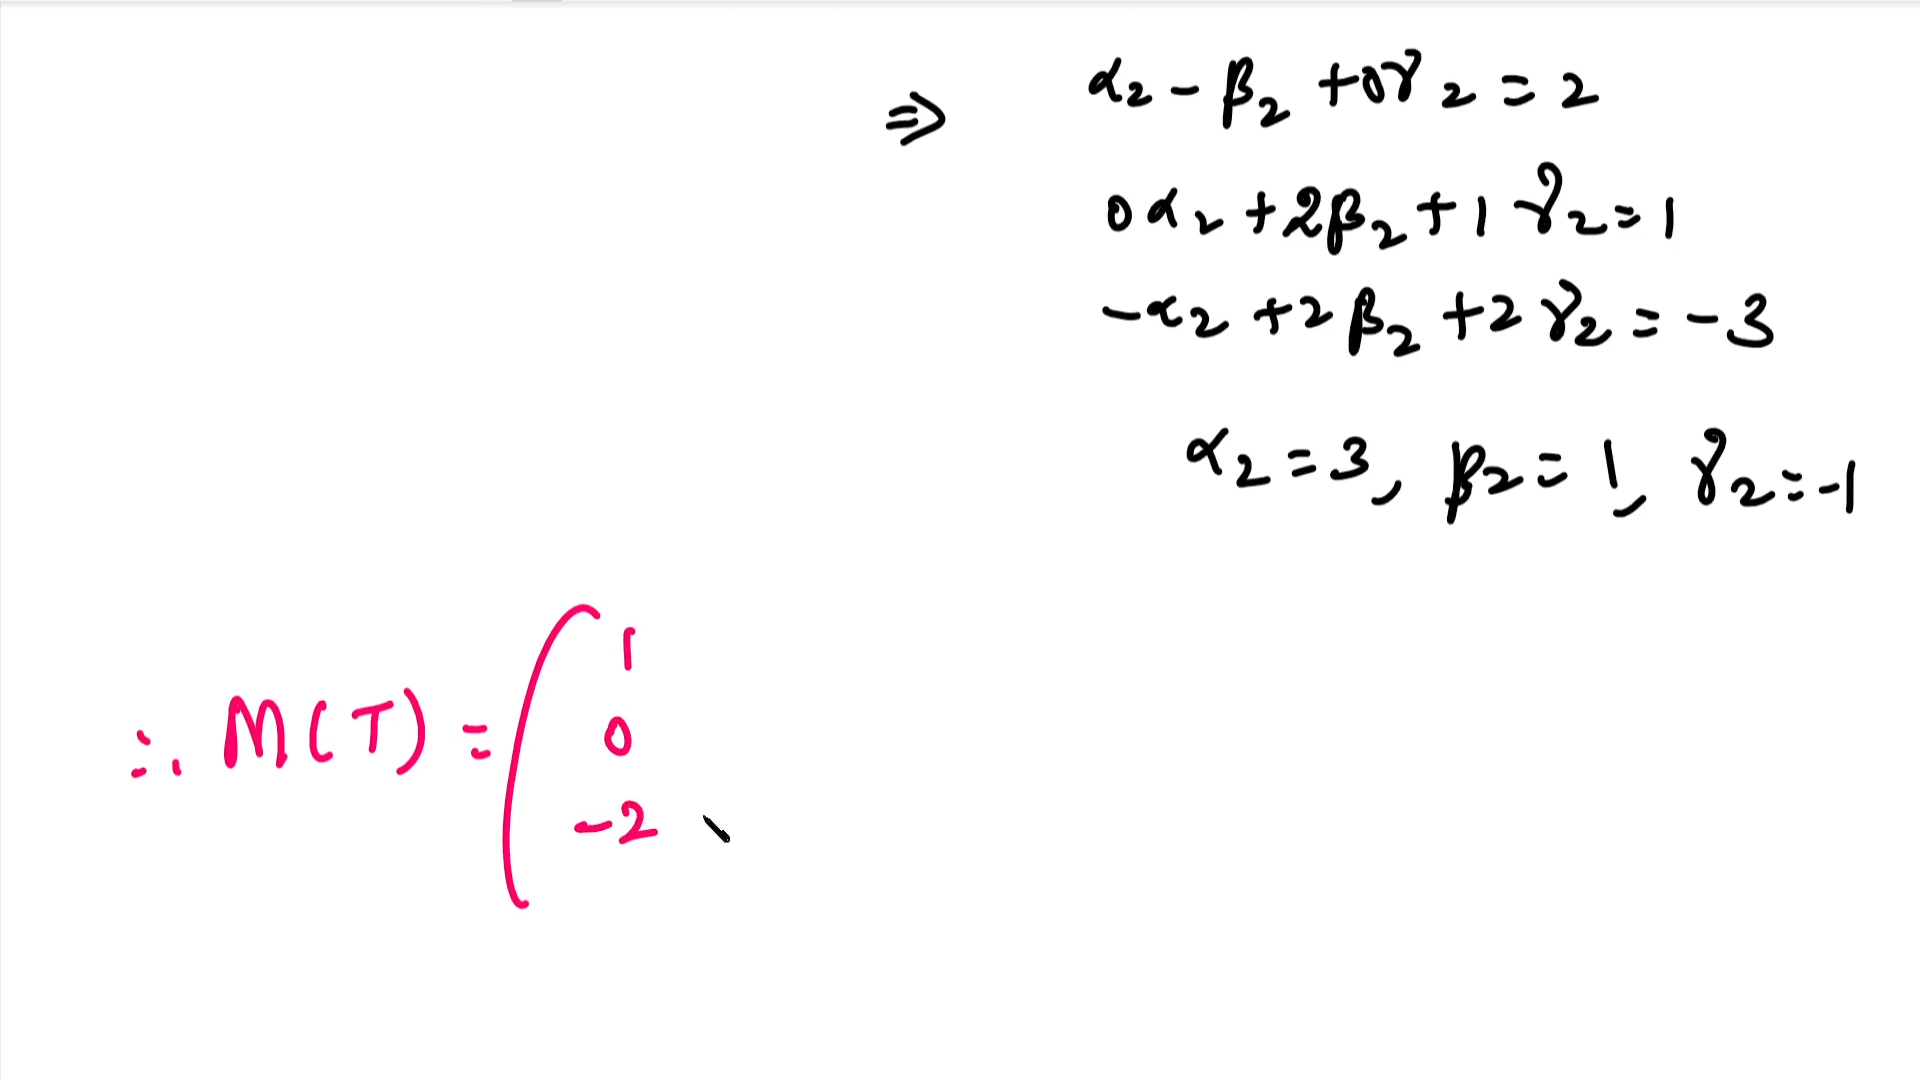 ⇒ α₂ - β₂ + 0γ₂ = 2
0α₂ + 2β₂ + 1γ₂ = 1
-α₂ + 2β₂ + 2γ₂ = -3
α₂ = 3, β₂ = 1, γ₂ = -1
1
∴ M(T) = ( 0
-2